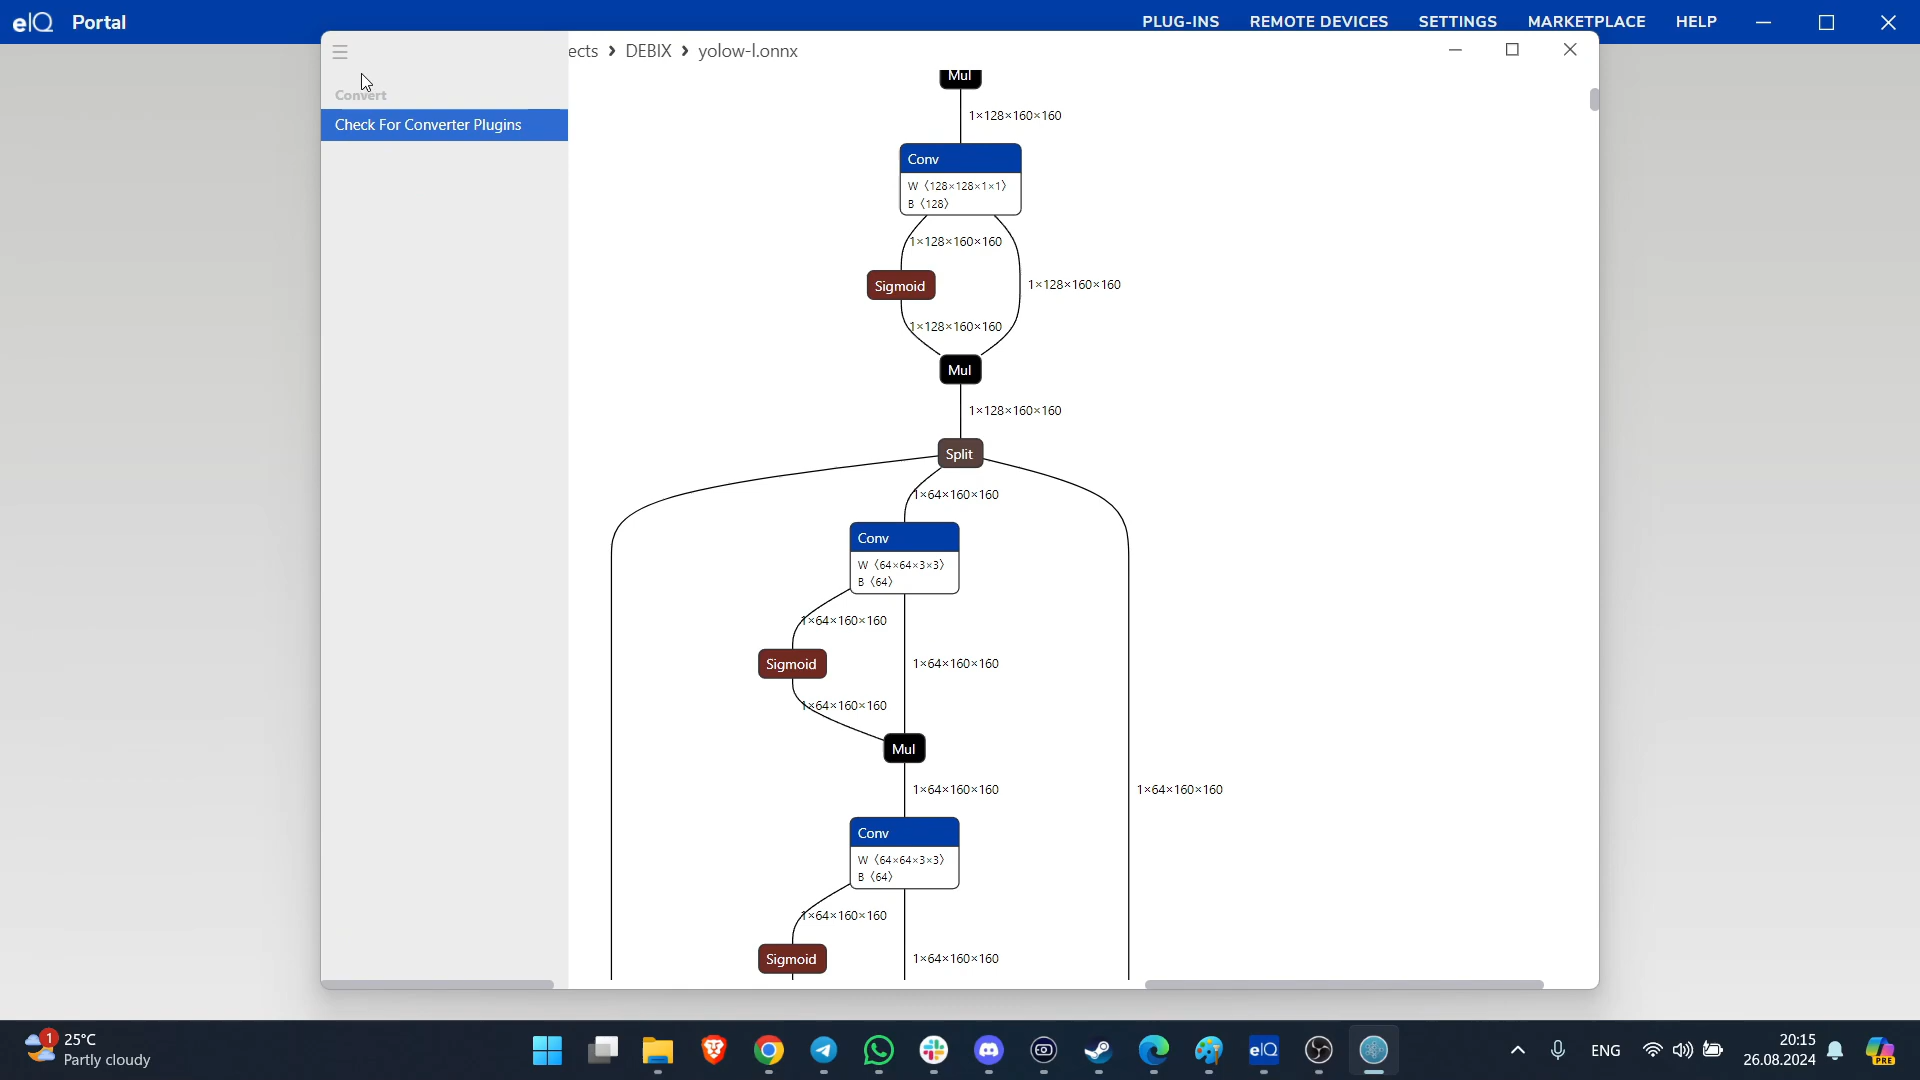 eIQ Portal
PLUG-INS REMOTE DEVICES SETTINGS MARKETPLACE HELP
ects > DEBIX > yolow-l.onnx
Convert
Check For Converter Plugins
Mul
1×128×160×160
Conv
W ⟨128×128×1×1⟩
B ⟨128⟩
1×128×160×160
Sigmoid
1×128×160×160
1×128×160×160
Mul
1×128×160×160
Split
1×64×160×160
Conv
W ⟨64×64×3×3⟩
B ⟨64⟩
1×64×160×160
Sigmoid
1×64×160×160
1×64×160×160
Mul
1×64×160×160
1×64×160×160
Conv
W ⟨64×64×3×3⟩
B ⟨64⟩
1×64×160×160
Sigmoid
1×64×160×160
1
25°C
Partly cloudy
eIQ
ENG
20:15
26.08.2024
PRE